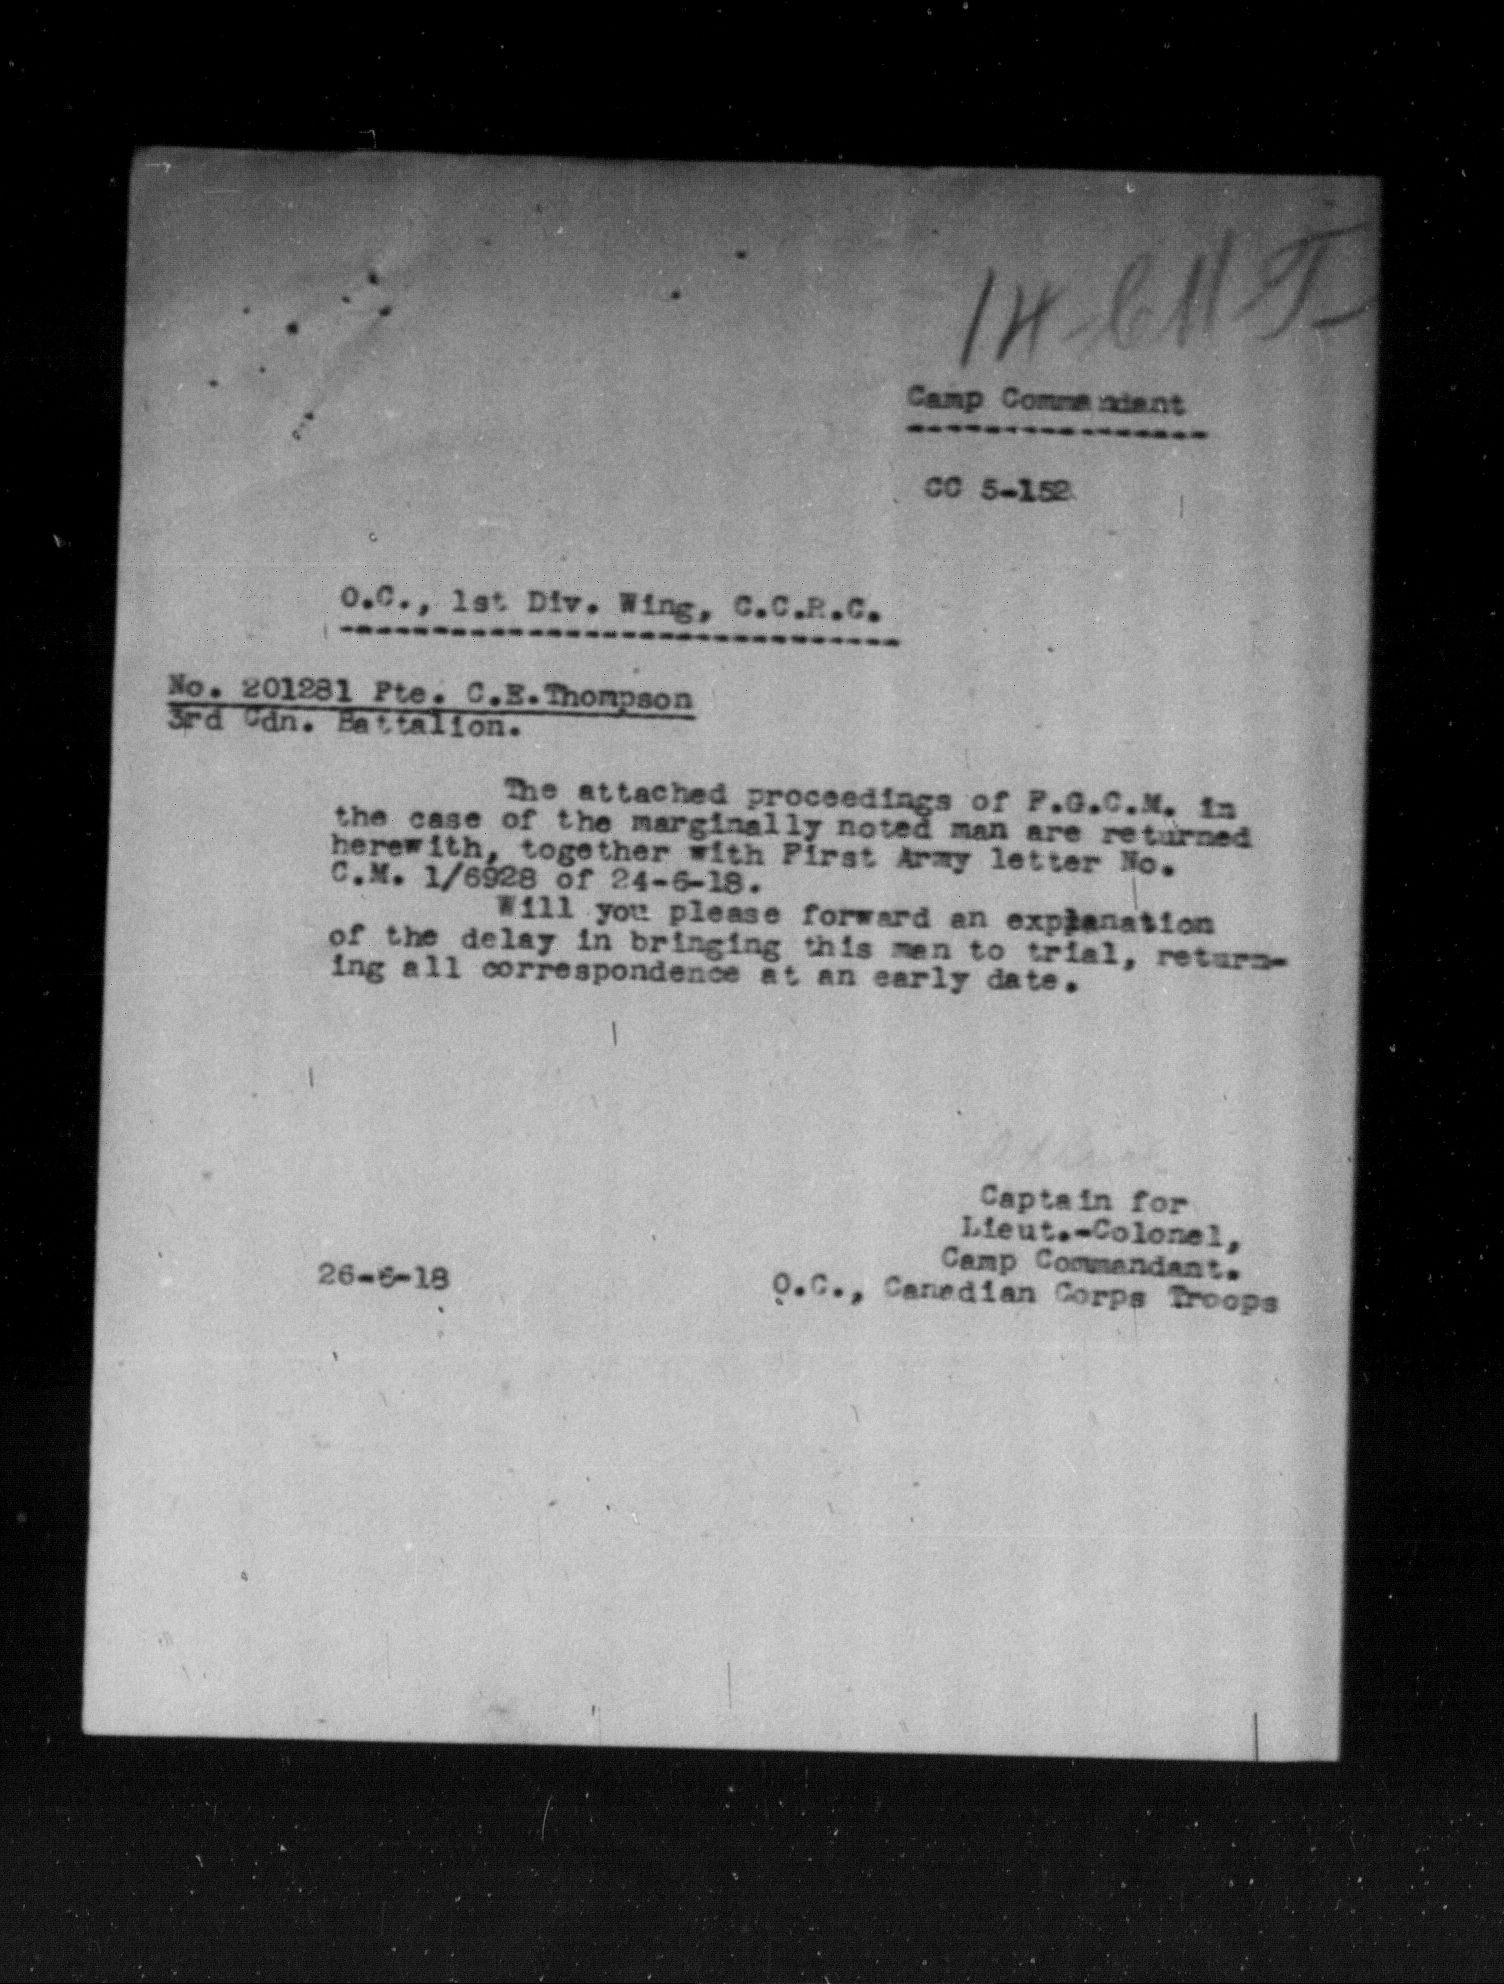 Camp Commandant
CC 5-152
O.C., 1st Div. Wing, C.C.R.C.
No. 201281 Pte. C.E.Thompson
3rd Cdn. Battalion.
The attached proceedings of F.G.C.M. in
the case of the marginally noted man are returned
herewith, together with First Army letter No.
C.M. 1/6928 of 24-6-18.
Will you please forward an explanation
of the delay in bringing this man to trial, return-
ing all correspondence at an early date.
Captain for
Lieut.-Colonel,
Camp Commandant.
26-6-18
O.C., Canadian Corps Troops